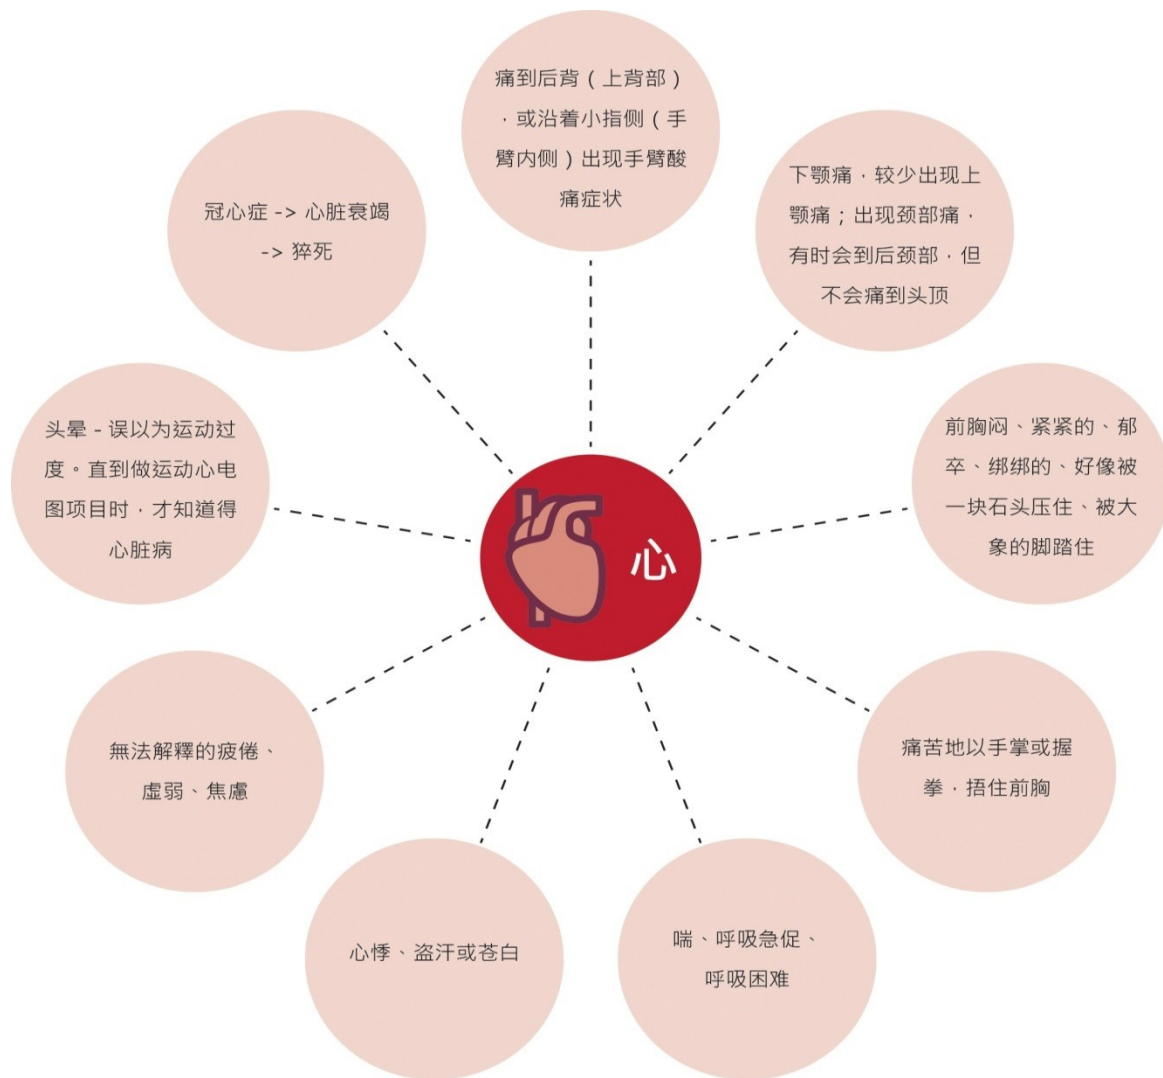 痛到后背（上背部）
，或沿着小指侧（手
臂内侧）出现手臂酸
痛症状
下颚痛，较少出现上
颚痛；出现颈部痛，
有时会到后颈部，但
不会痛到头顶
前胸闷、紧紧的、郁
卒、绑绑的、好像被
一块石头压住、被大
象的脚踏住
痛苦地以手掌或握
拳，捂住前胸
喘、呼吸急促、
呼吸困难
心悸、盗汗或苍白
無法解釋的疲倦、
虛弱、焦慮
头晕 - 误以为运动过
度。直到做运动心电
图项目时，才知道得
心脏病
冠心症 -> 心脏衰竭
-> 猝死
心